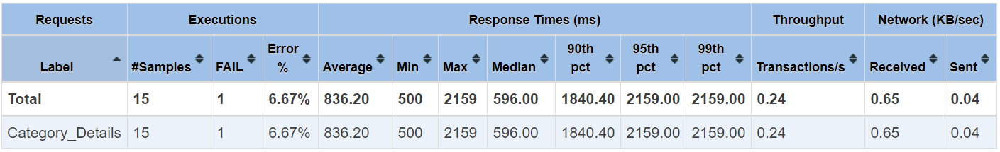 Requests Executions Response Times (ms) Throughput Network (KB/sec)
Label #Samples FAIL Error % Average Min Max Median 90th pct 95th pct 99th pct Transactions/s Received Sent
Total 15 1 6.67% 836.20 500 2159 596.00 1840.40 2159.00 2159.00 0.24 0.65 0.04
Category_Details 15 1 6.67% 836.20 500 2159 596.00 1840.40 2159.00 2159.00 0.24 0.65 0.04